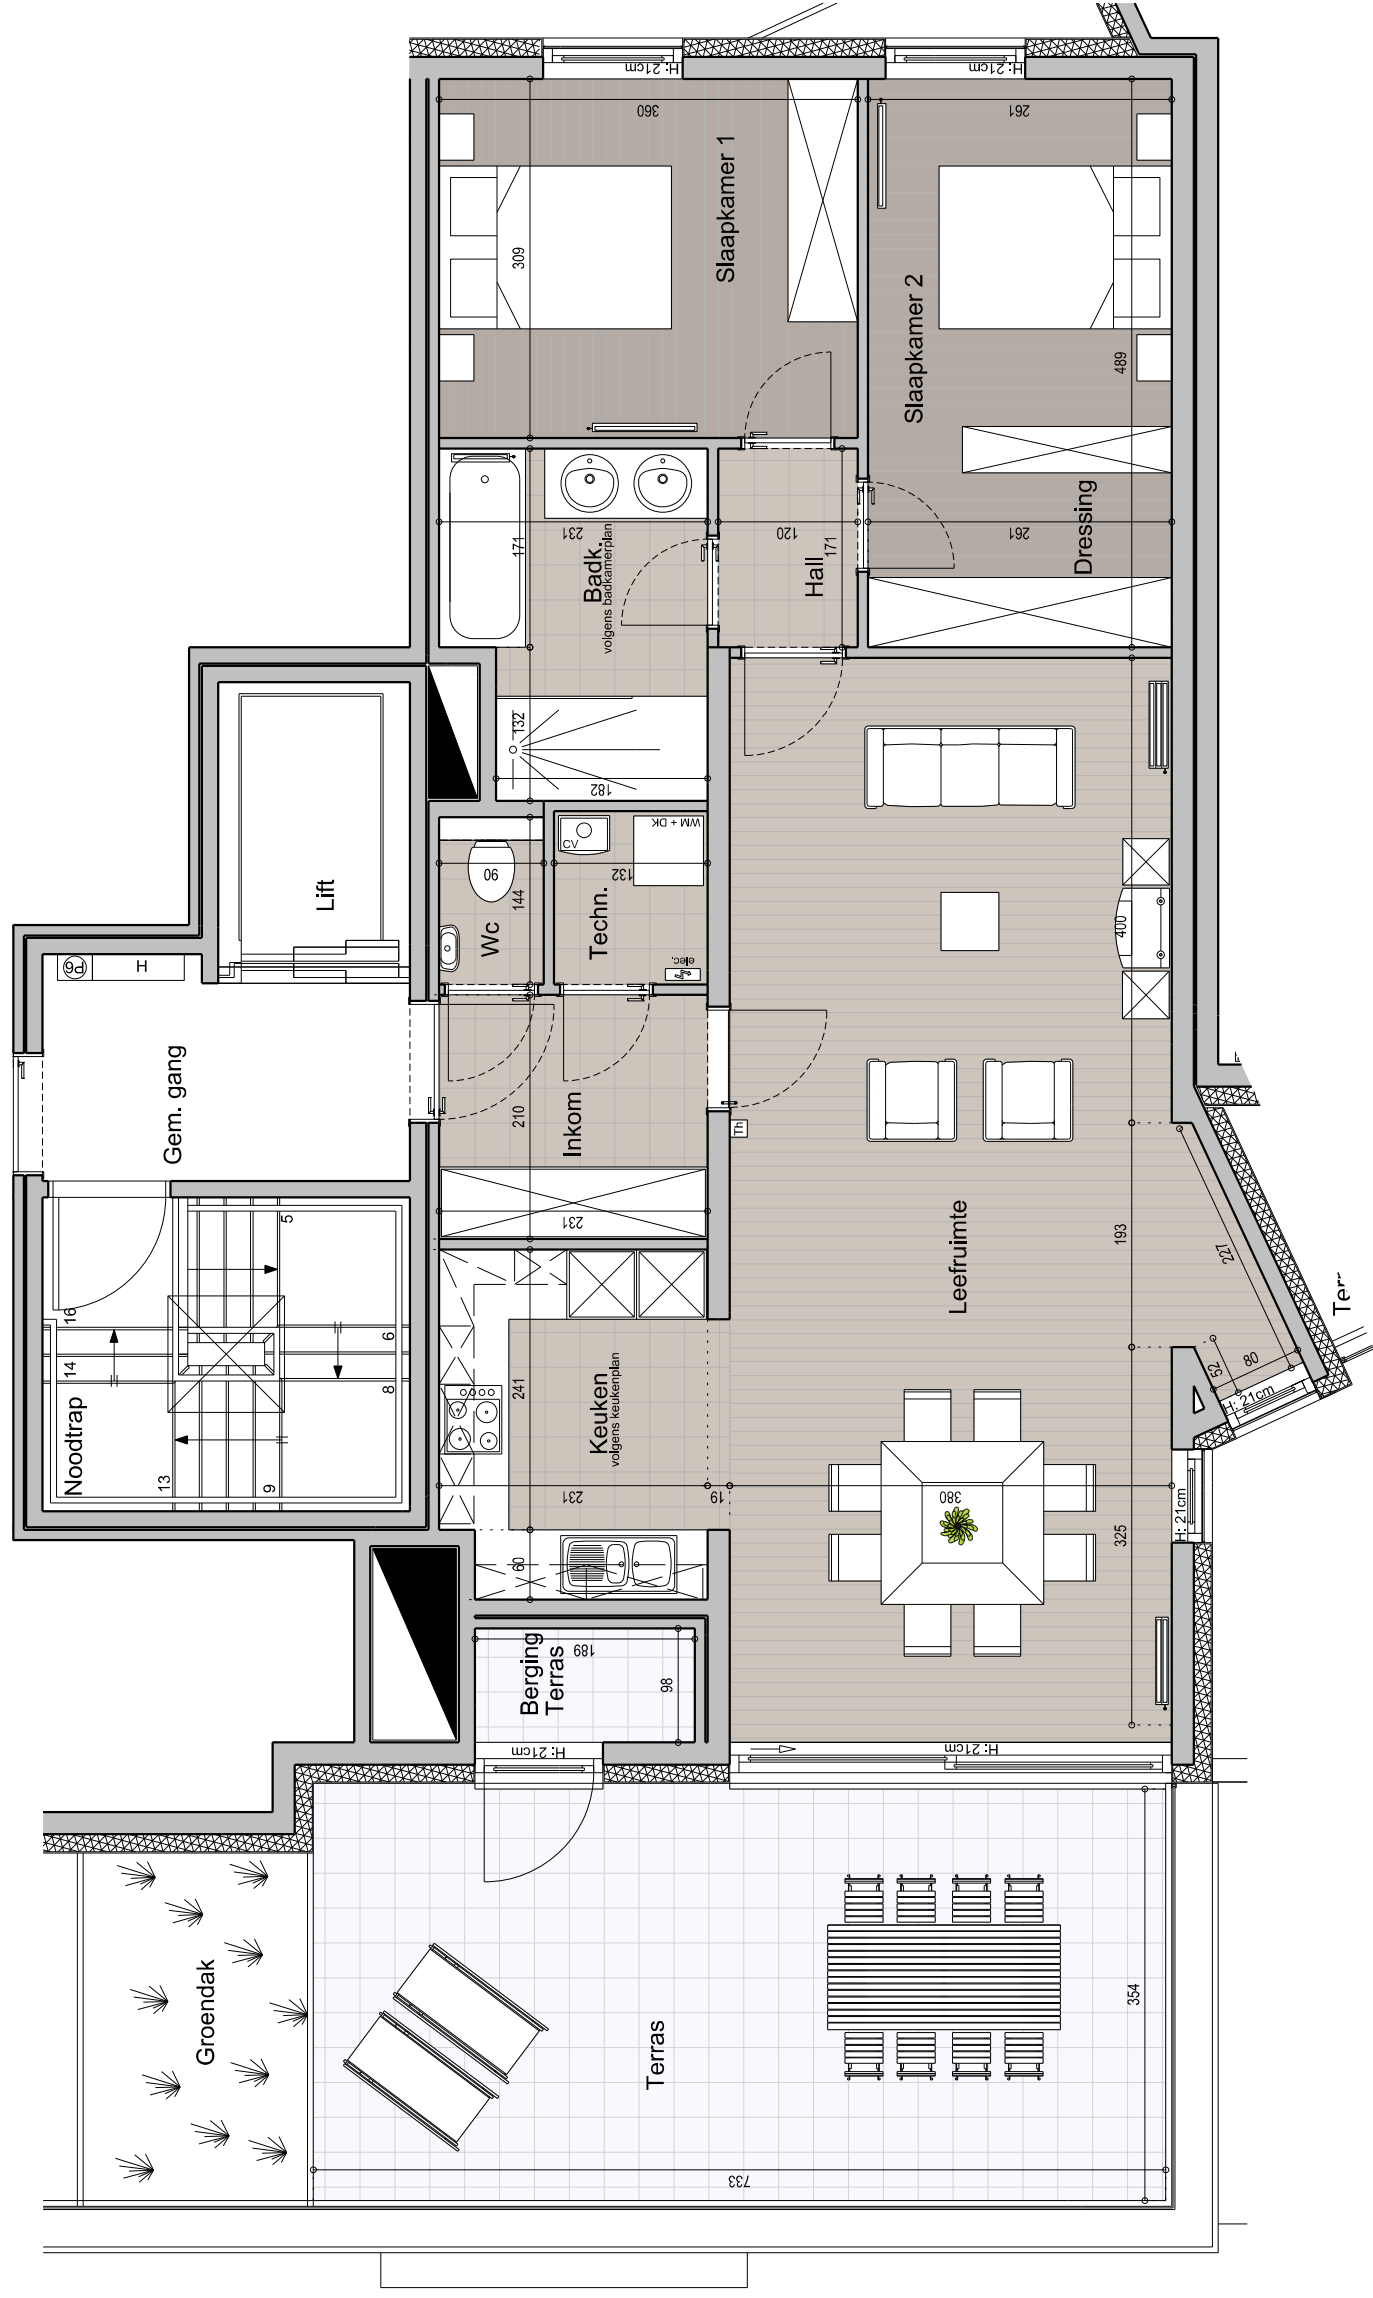 H: 21cm
H: 21cm
360
261
Slaapkamer 1
309
Slaapkamer 2
489
231
171
Badk.
volgens badkamerplan
120
171
Hall
261
Dressing
132
182
Lift
CV
WM + DK
90
144
Wc
132
Techn.
elec.
400
P6
H
Gem. gang
210
Inkom
Th
231
5
16
14
6
8
13
9
Noodtrap
193
227
Leefruimte
Terr
52
80
H: 21cm
241
Keuken
volgens keukenplan
231
19
380
H: 21cm
325
60
Berging
Terras
189
98
H: 21cm
H: 21cm
Groendak
Terras
354
733